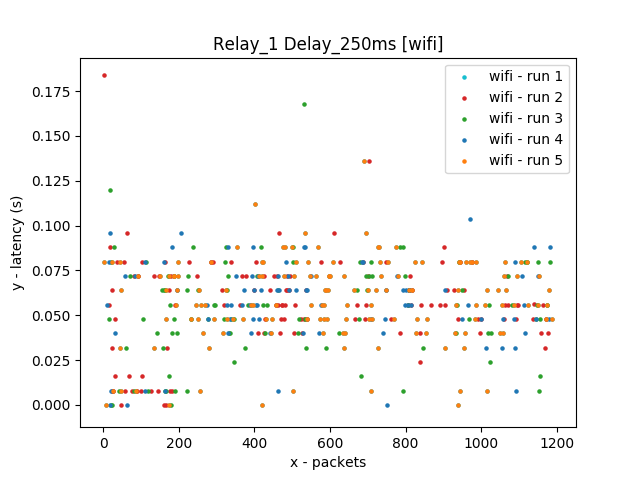 Relay_1 Delay_250ms [wifi]
y - latency (s)
0.175
0.150
0.125
0.100
0.075
0.050
0.025
0.000
wifi - run 1
wifi - run 2
wifi - run 3
wifi - run 4
wifi - run 5
0 200 400 600 800 1000 1200
x - packets